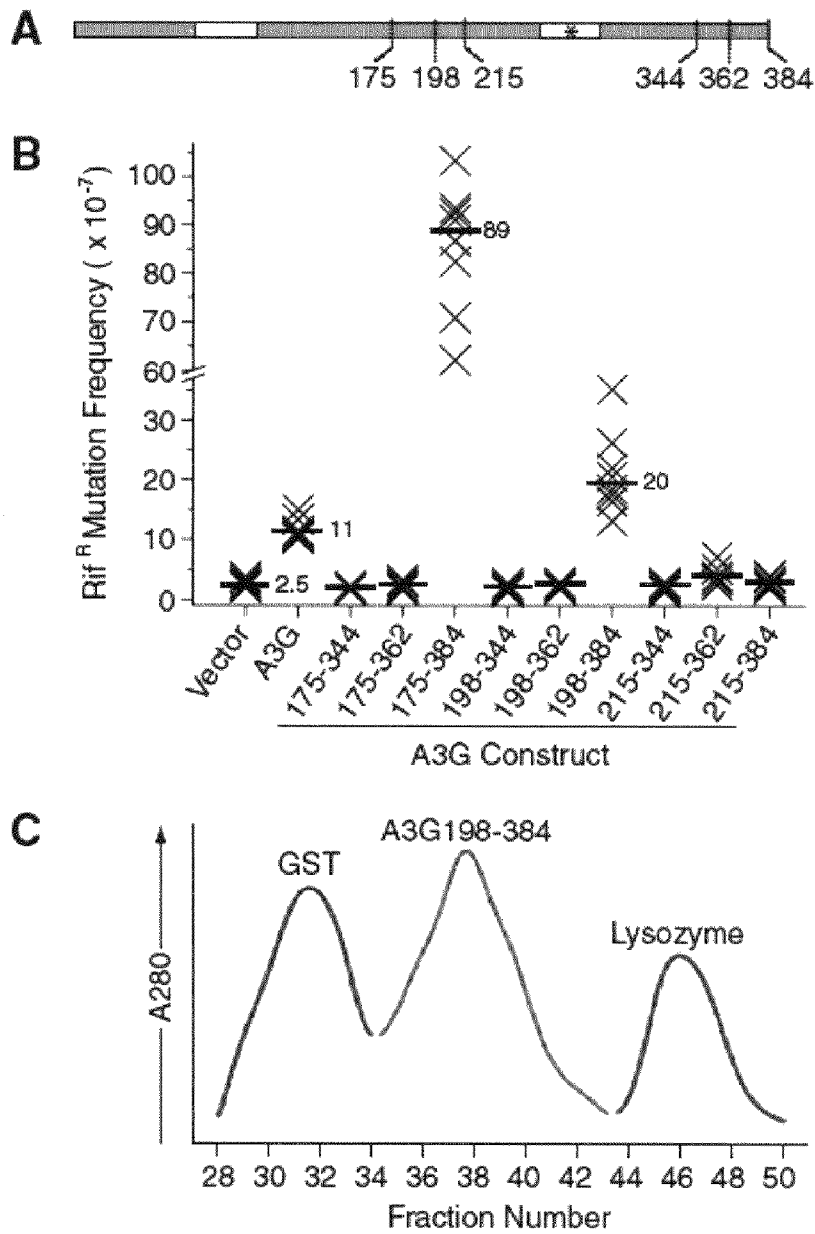 A
*
175 198 215 344 362 384
B
Rif R Mutation Frequency ( x 10-7)
100
90
89
80
70
60
30
20
20
10
11
2.5
0
Vector A3G 175-344 175-362 175-384 198-344 198-362 198-384 215-344 215-362 215-384
A3G Construct
C
A3G198-384
GST
Lysozyme
A280
28 30 32 34 36 38 40 42 44 46 48 50
Fraction Number